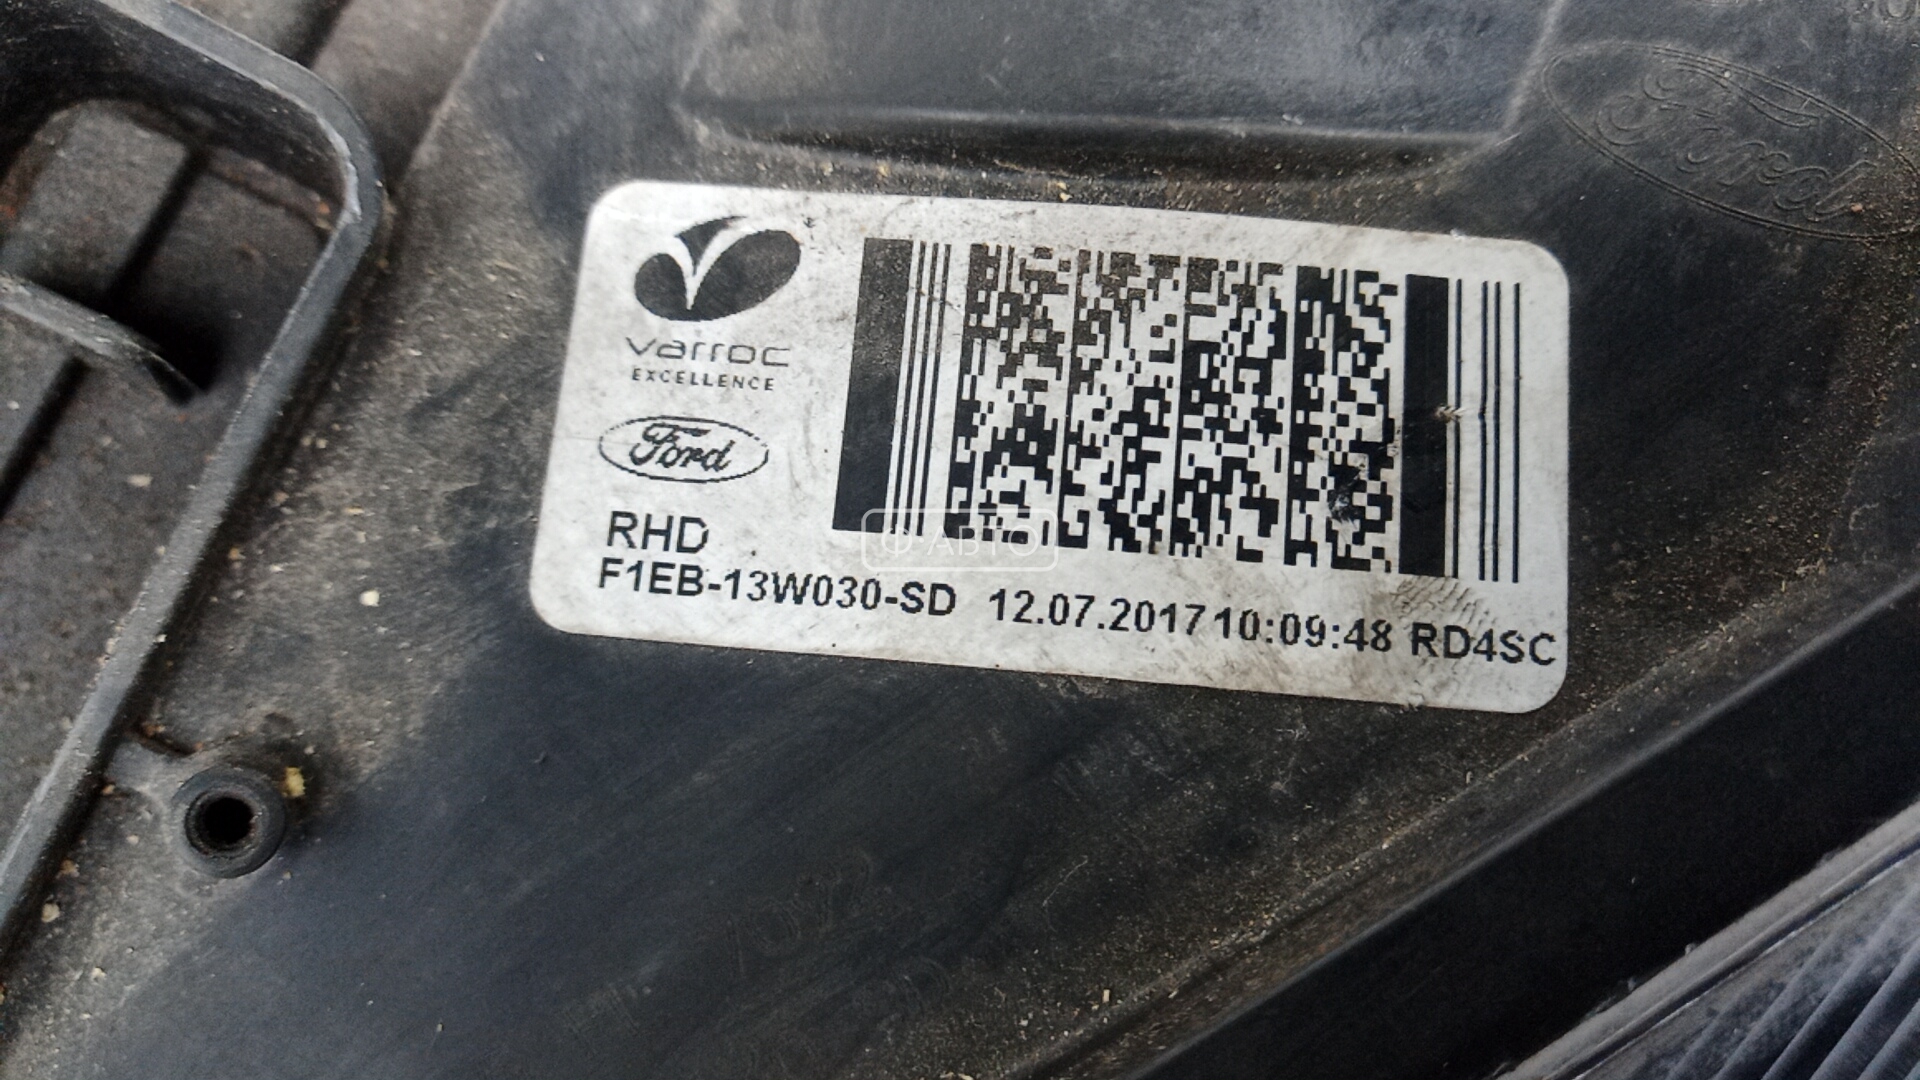 Ford
varroc
EXCELLENCE
Ford
RHD
F1EB-13W030-SD 12.07.2017 10:09:48 RD4SC
Ф-АВТО